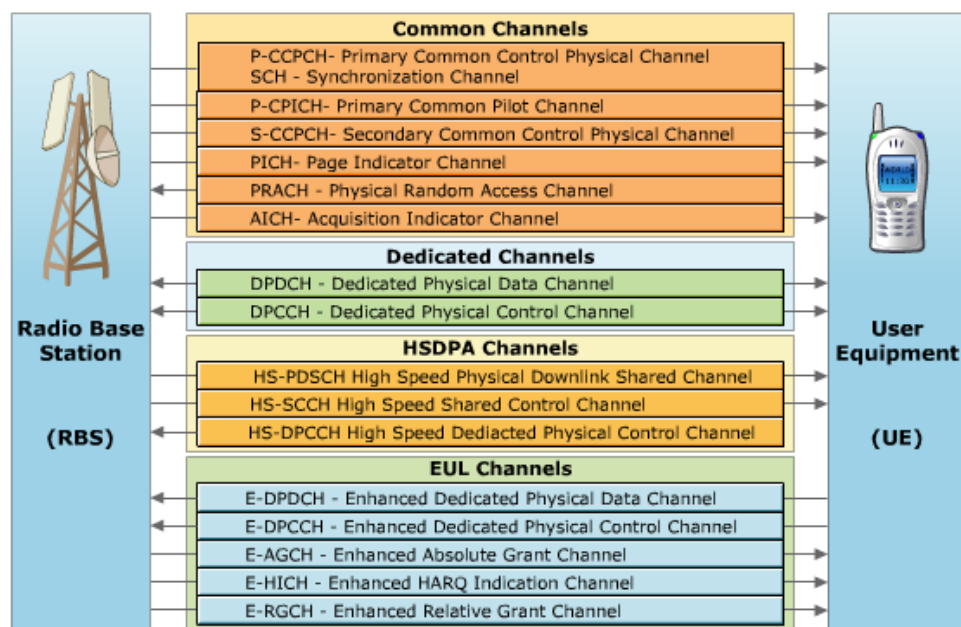 Common Channels
P-CCPCH- Primary Common Control Physical Channel
SCH - Synchronization Channel
P-CPICH- Primary Common Pilot Channel
S-CCPCH- Secondary Common Control Physical Channel
PICH- Page Indicator Channel
PRACH - Physical Random Access Channel
AICH- Acquisition Indicator Channel
Dedicated Channels
DPDCH - Dedicated Physical Data Channel
DPCCH - Dedicated Physical Control Channel
HSDPA Channels
HS-PDSCH High Speed Physical Downlink Shared Channel
HS-SCCH High Speed Shared Control Channel
HS-DPCCH High Speed Dediacted Physical Control Channel
EUL Channels
E-DPDCH - Enhanced Dedicated Physical Data Channel
E-DPCCH - Enhanced Dedicated Physical Control Channel
E-AGCH - Enhanced Absolute Grant Channel
E-HICH - Enhanced HARQ Indication Channel
E-RGCH - Enhanced Relative Grant Channel
Radio Base
Station
(RBS)
WORLD
User
Equipment
(UE)